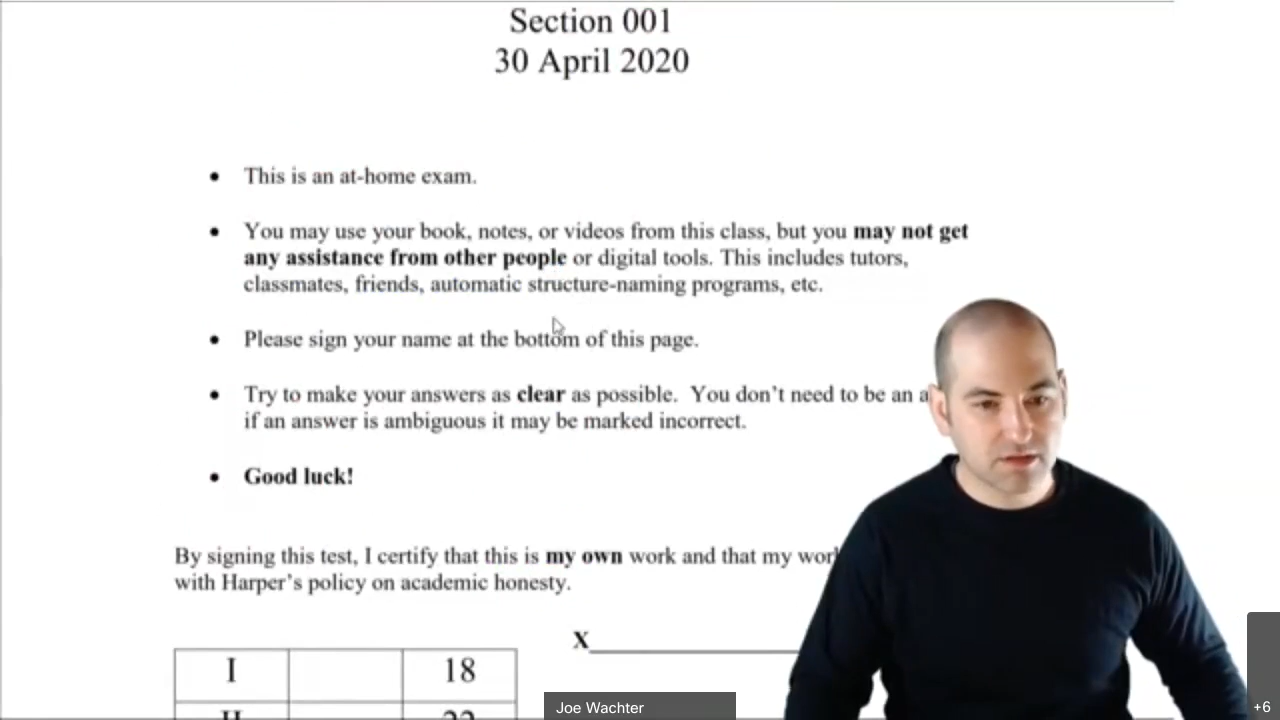 Section 001
30 April 2020
• This is an at-home exam.
• You may use your book, notes, or videos from this class, but you may not get
any assistance from other people or digital tools. This includes tutors,
classmates, friends, automatic structure-naming programs, etc.
• Please sign your name at the bottom of this page.
• Try to make your answers as clear as possible. You don't need to be an a
if an answer is ambiguous it may be marked incorrect.
• Good luck!
By signing this test, I certify that this is my own work and that my work
with Harper's policy on academic honesty.
X
I 18
Joe Wachter
+6